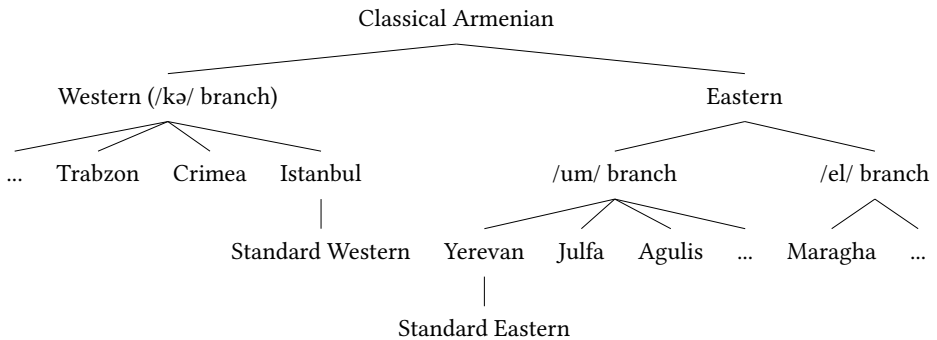 Classical Armenian
Western (/kə/ branch) Eastern
... Trabzon Crimea Istanbul /um/ branch /el/ branch
Standard Western Yerevan Julfa Agulis ... Maragha ...
Standard Eastern